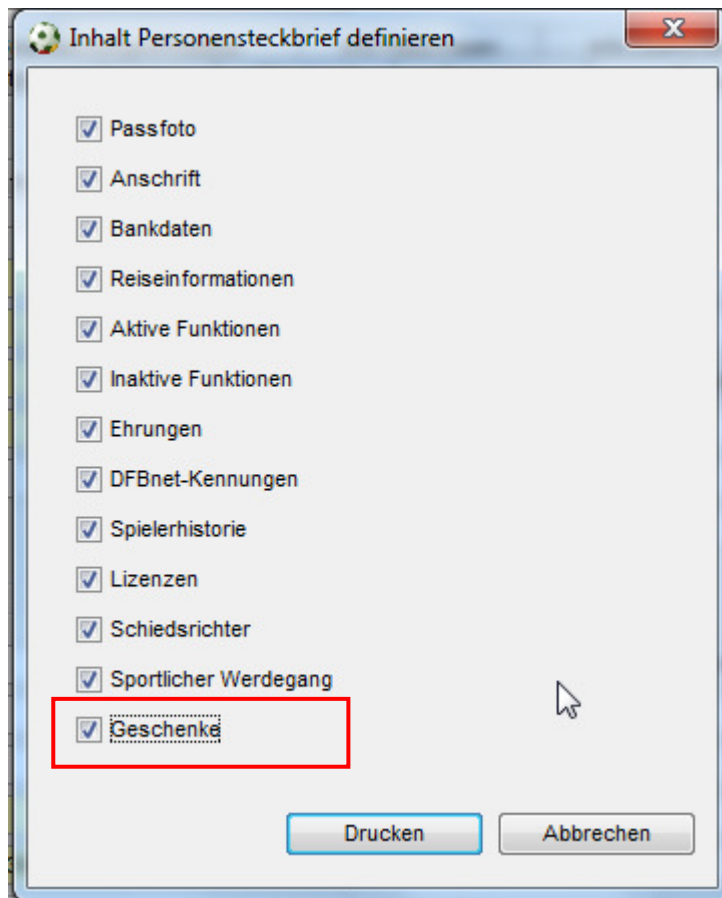 Inhalt Personensteckbrief definieren
Passfoto
Anschrift
Bankdaten
Reiseinformationen
Aktive Funktionen
Inaktive Funktionen
Ehrungen
DFBnet-Kennungen
Spielerhistorie
Lizenzen
Schiedsrichter
Sportlicher Werdegang
Geschenke
Drucken Abbrechen